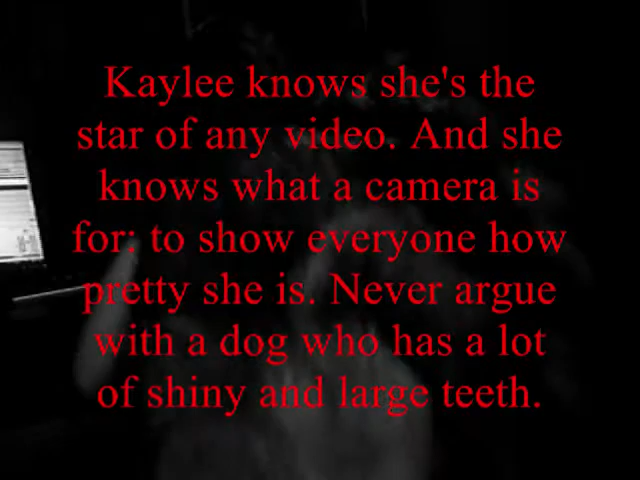 Kaylee knows she's the
star of any video. And she
knows what a camera is
for: to show everyone how
pretty she is. Never argue
with a dog who has a lot
of shiny and large teeth.